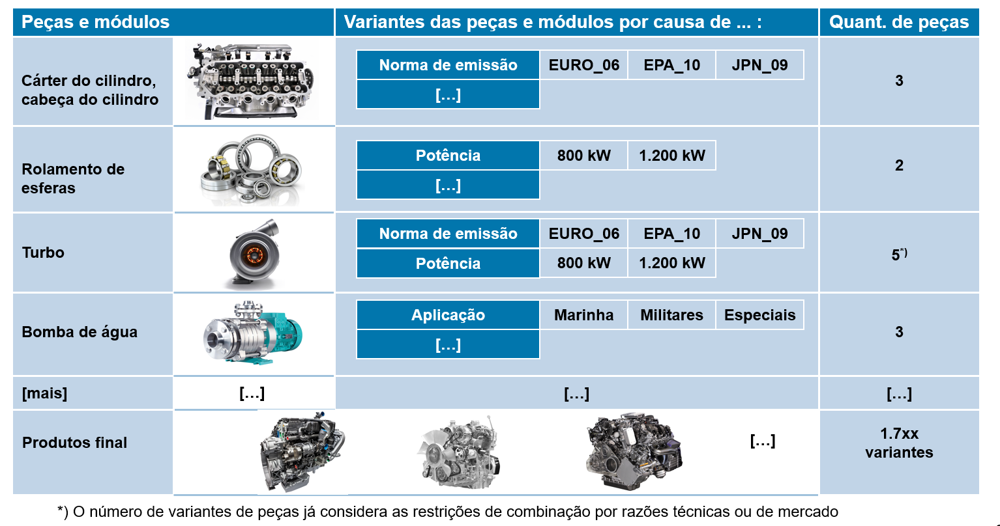 Peças e módulos
Variantes das peças e módulos por causa de ... :
Quant. de peças
Cárter do cilindro,
cabeça do cilindro
Norma de emissão EURO_06 EPA_10 JPN_09
[…]
3
Rolamento de
esferas
Potência 800 kW 1.200 kW
[…]
2
Turbo
Norma de emissão EURO_06 EPA_10 JPN_09
Potência 800 kW 1.200 kW
5*)
Bomba de água
Aplicação Marinha Militares Especiais
[…]
3
[mais] […] […] […]
Produtos final
[…]
1.7xx
variantes
*) O número de variantes de peças já considera as restrições de combinação por razões técnicas ou de mercado